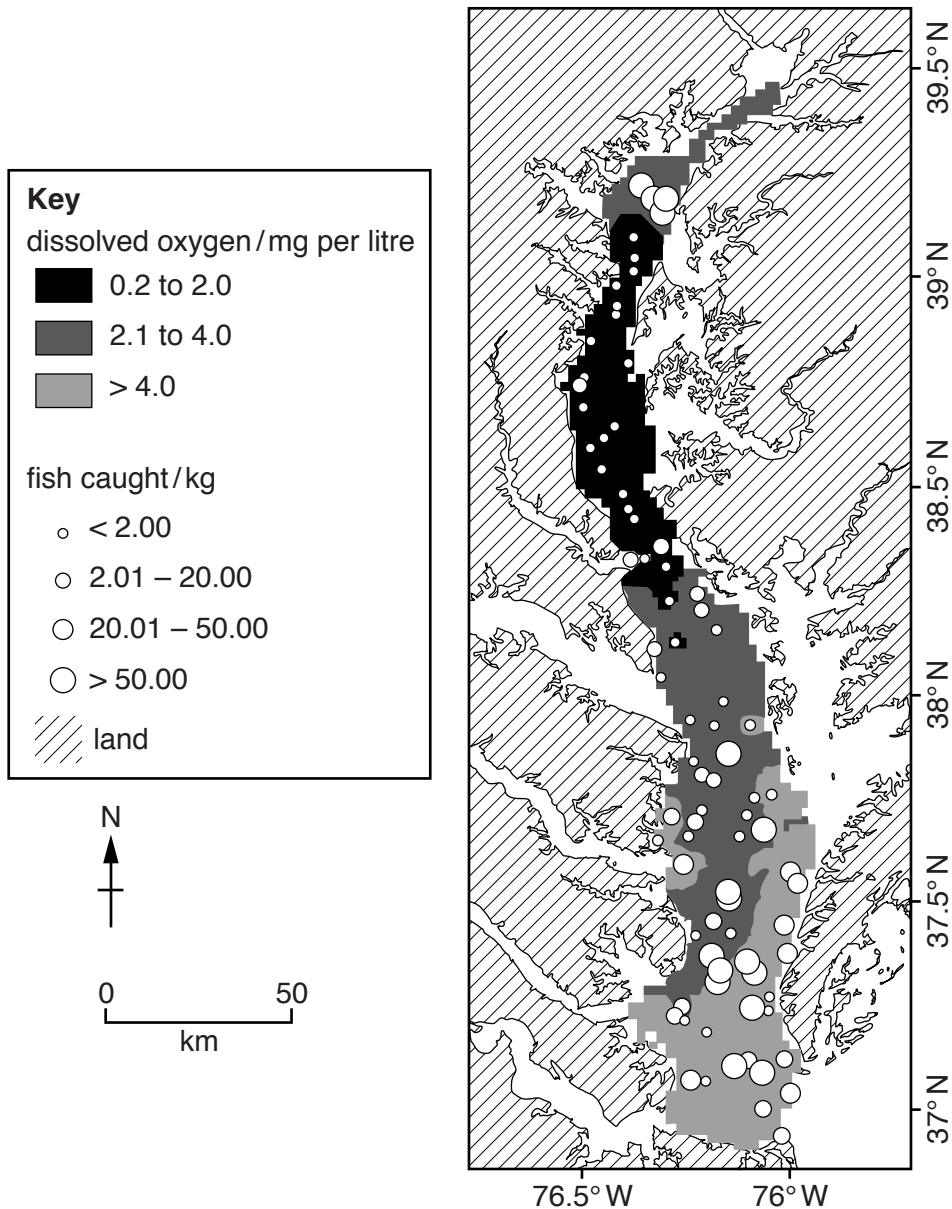 Key
dissolved oxygen / mg per litre
0.2 to 2.0
2.1 to 4.0
> 4.0
fish caught / kg
< 2.00
2.01 – 20.00
20.01 – 50.00
> 50.00
land
N
0 50
km
39.5° N
39° N
38.5° N
38° N
37.5° N
37° N
76.5° W 76° W